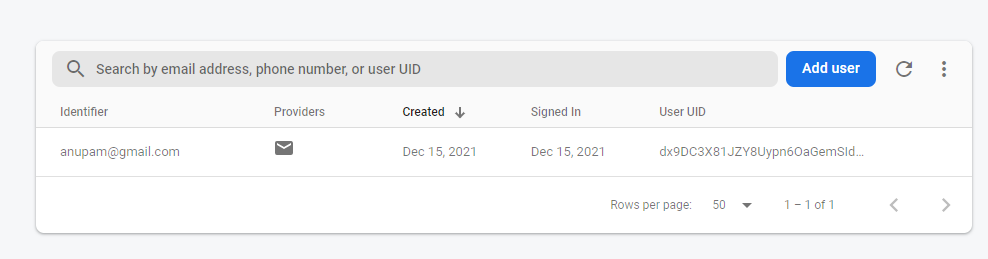 Search by email address, phone number, or user UID Add user
Identifier Providers Created Signed In User UID
anupam@gmail.com Dec 15, 2021 Dec 15, 2021 dx9DC3X81JZY8Uypn6OaGemSId...
Rows per page: 50 1 – 1 of 1